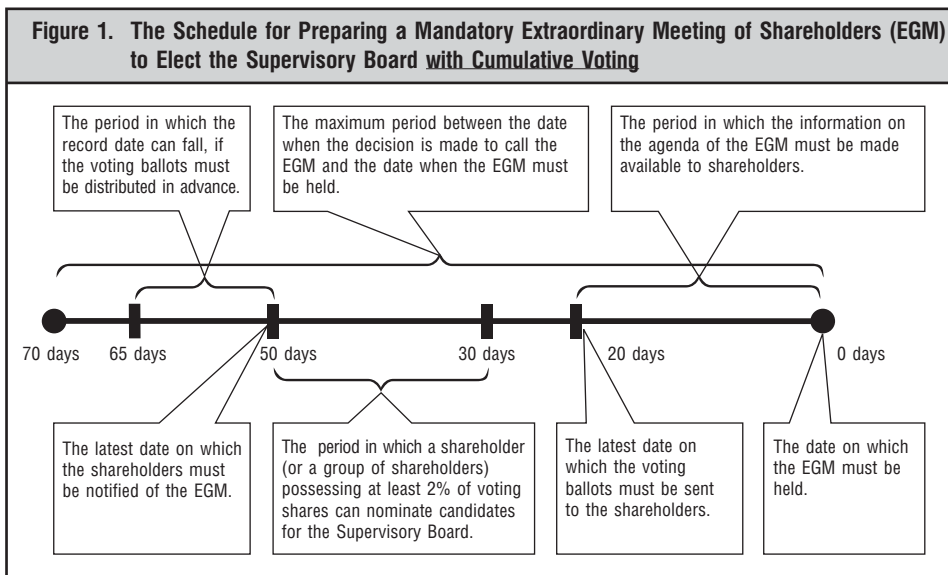 Figure 1. The Schedule for Preparing a Mandatory Extraordinary Meeting of Shareholders (EGM)
to Elect the Supervisory Board with Cumulative Voting
The period in which the
record date can fall, if
the voting ballots must
be distributed in advance.
The maximum period between the date
when the decision is made to call the
EGM and the date when the EGM must
be held.
The period in which the information on
the agenda of the EGM must be made
available to shareholders.
70 days
65 days
50 days
30 days
20 days
0 days
The latest date on which
the shareholders must
be notified of the EGM.
The period in which a shareholder
(or a group of shareholders)
possessing at least 2% of voting
shares can nominate candidates
for the Supervisory Board.
The latest date on
which the voting
ballots must be sent
to the shareholders.
The date on which
the EGM must be
held.